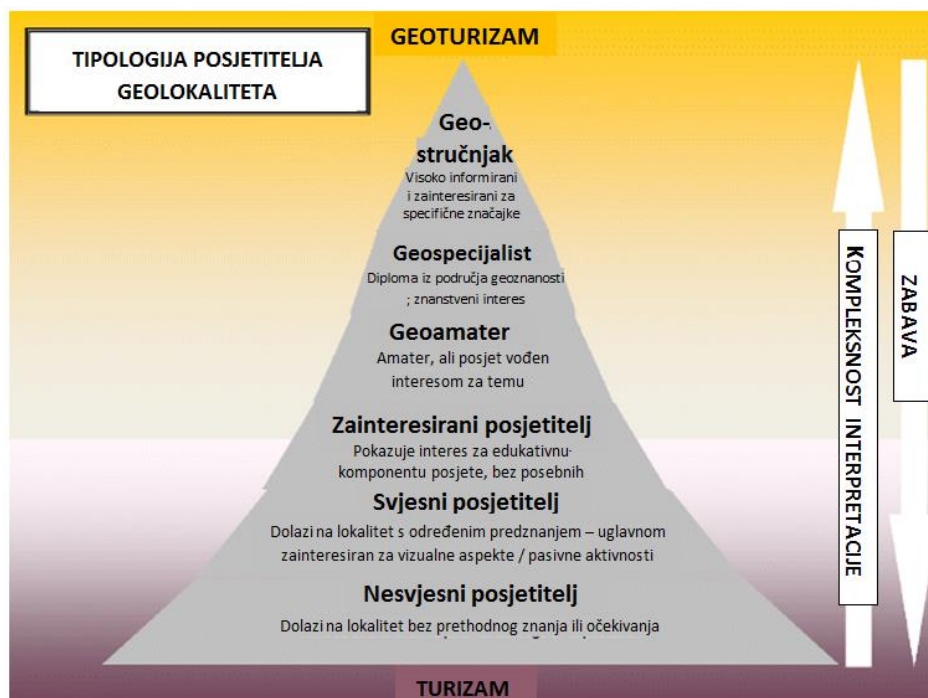 GEOTURIZAM
TIPOLOGIJA POSJETITELJA
GEOLOKALITETA
Geo-
stručnjak
Visoko informirani
i zainteresirani za
specifične značajke
Geospecijalist
Diploma iz područja geoznanosti
; znanstveni interes
Geoamater
Amater, ali posjet vođen
interesom za temu
Zainteresirani posjetitelj
Pokazuje interes za edukativnu
komponentu posjete, bez posebnih
Svjesni posjetitelj
Dolazi na lokalitet s određenim predznanjem – uglavnom
zainteresiran za vizualne aspekte / pasivne aktivnosti
Nesvjesni posjetitelj
Dolazi na lokalitet bez prethodnog znanja ili očekivanja
TURIZAM
KOMPLEKSNOST INTERPRETACIJE
ZABAVA